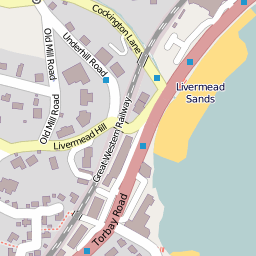 Cockington Lane
Underhill Road
Old Mill Road
Old Mill Road
Livermead Hill
Great Western Railway
Livermead
Sands
Torbay Road